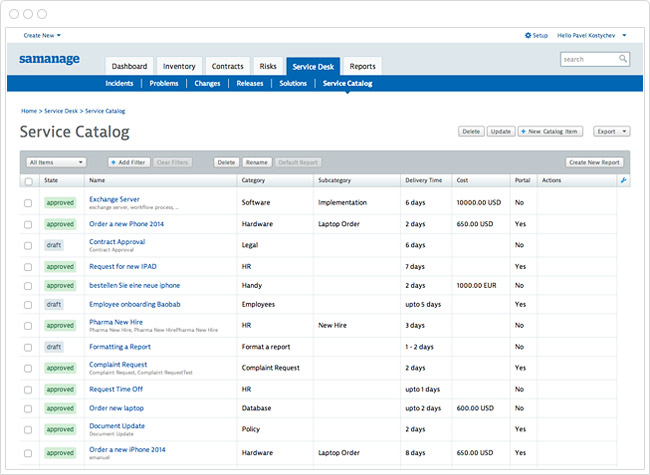 Create New
Setup Hello Pavel Kostychev
samanage
Dashboard Inventory Contracts Risks Service Desk Reports
search
Incidents Problems Changes Releases Solutions Service Catalog
Home > Service Desk > Service Catalog
Service Catalog
Delete Update + New Catalog Item Export
All Items + Add Filter Clear Filters Delete Rename Default Report Create New Report
State Name Category Subcategory Delivery Time Cost Portal Actions
approved Exchange Server Software Implementation 6 days 10000.00 USD No
exchange server, workflow process, ...
approved Order a new Phone 2014 Hardware Laptop Order 2 days 650.00 USD Yes
draft Contract Approval Legal 6 days No
Contract Approval
approved Request for new IPAD HR 7 days Yes
approved bestellen Sie eine neue iphone Handy 2 days 1000.00 EUR No
draft Employee onboarding Baobab Employees upto 5 days Yes
approved Pharma New Hire HR New Hire 3 days No
Pharma New Hire, Pharma New HirePharma New Hire
draft Formatting a Report Format a report 1 - 2 days No
approved Complaint Request Complaint Request 2 days Yes
Complaint Request, Complaint RequestTest
approved Request Time Off HR upto 1 days No
approved Order new laptop Database upto 2 days 600.00 USD No
approved Document Update Policy 2 days Yes
Document Update
approved Order a new iPhone 2014 Hardware Laptop Order 8 days 650.00 USD Yes
emanuel